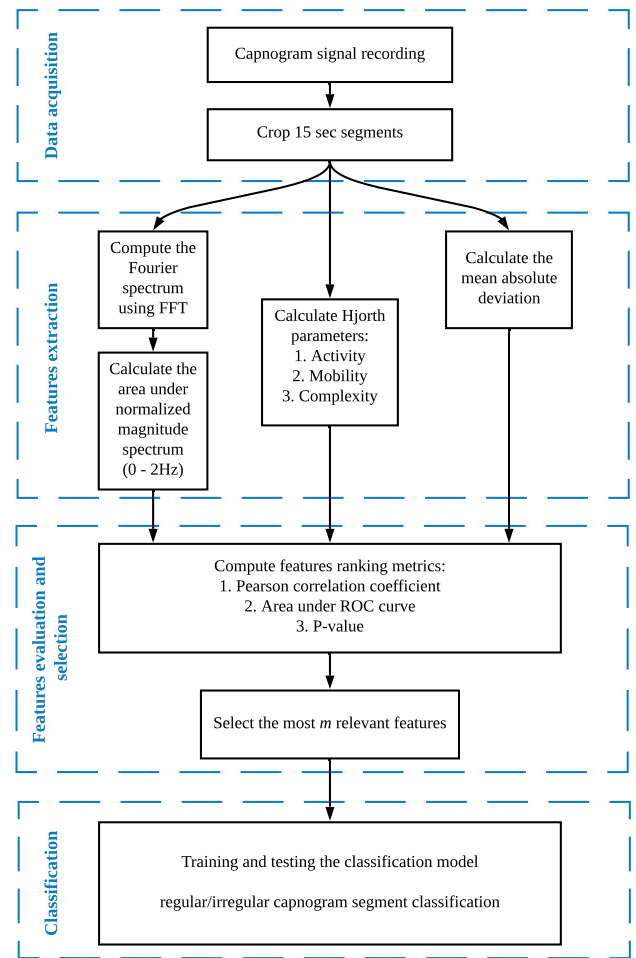 Data acquisition
Capnogram signal recording
Crop 15 sec segments
Features extraction
Compute the
Fourier
spectrum
using FFT
Calculate the
area under
normalized
magnitude
spectrum
(0 - 2Hz)
Calculate Hjorth
parameters:
1. Activity
2. Mobility
3. Complexity
Calculate the
mean absolute
deviation
Features evaluation and
selection
Compute features ranking metrics:
1. Pearson correlation coefficient
2. Area under ROC curve
3. P-value
Select the most m relevant features
Classification
Training and testing the classification model
regular/irregular capnogram segment classification